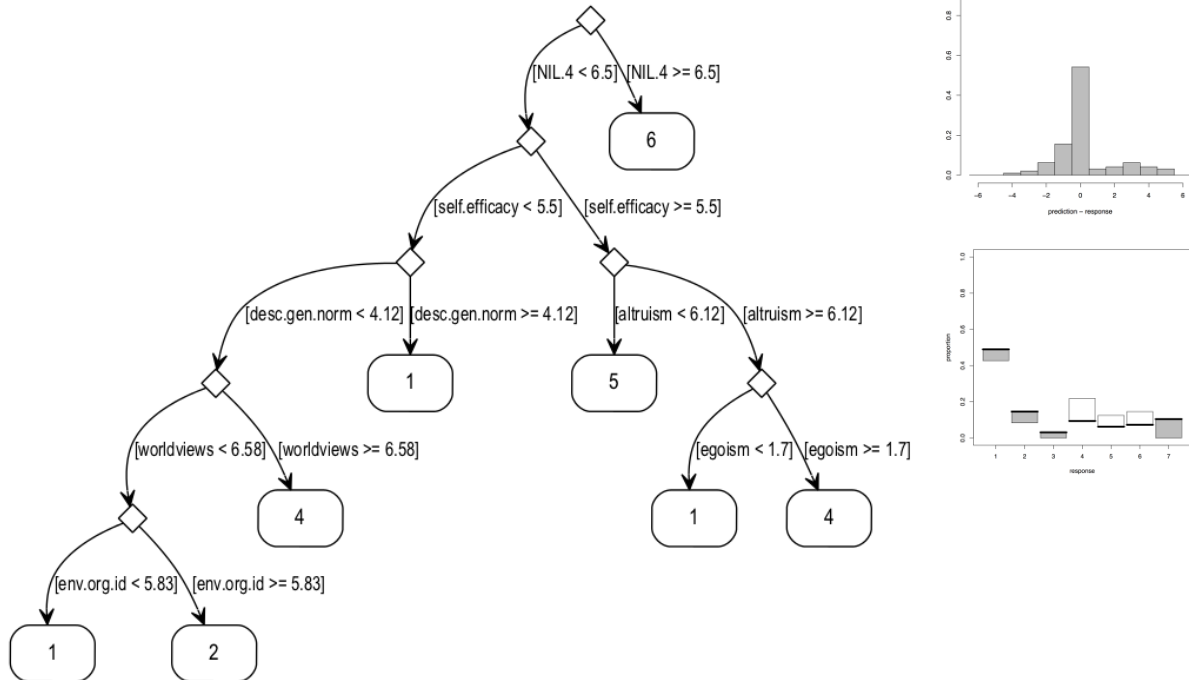 [NIL.4 < 6.5] [NIL.4 >= 6.5]
6
[self.efficacy < 5.5] [self.efficacy >= 5.5]
[desc.gen.norm < 4.12] [desc.gen.norm >= 4.12] [altruism < 6.12] [altruism >= 6.12]
1 5
[worldviews < 6.58] [worldviews >= 6.58] [egoism < 1.7] [egoism >= 1.7]
4 1 4
[env.org.id < 5.83] [env.org.id >= 5.83]
1 2
0.8
0.6
0.4
0.2
0.0
−6 −4 −2 0 2 4 6
prediction − response
1.0
0.8
0.6
0.4
0.2
0.0
proportion
1 2 3 4 5 6 7
response